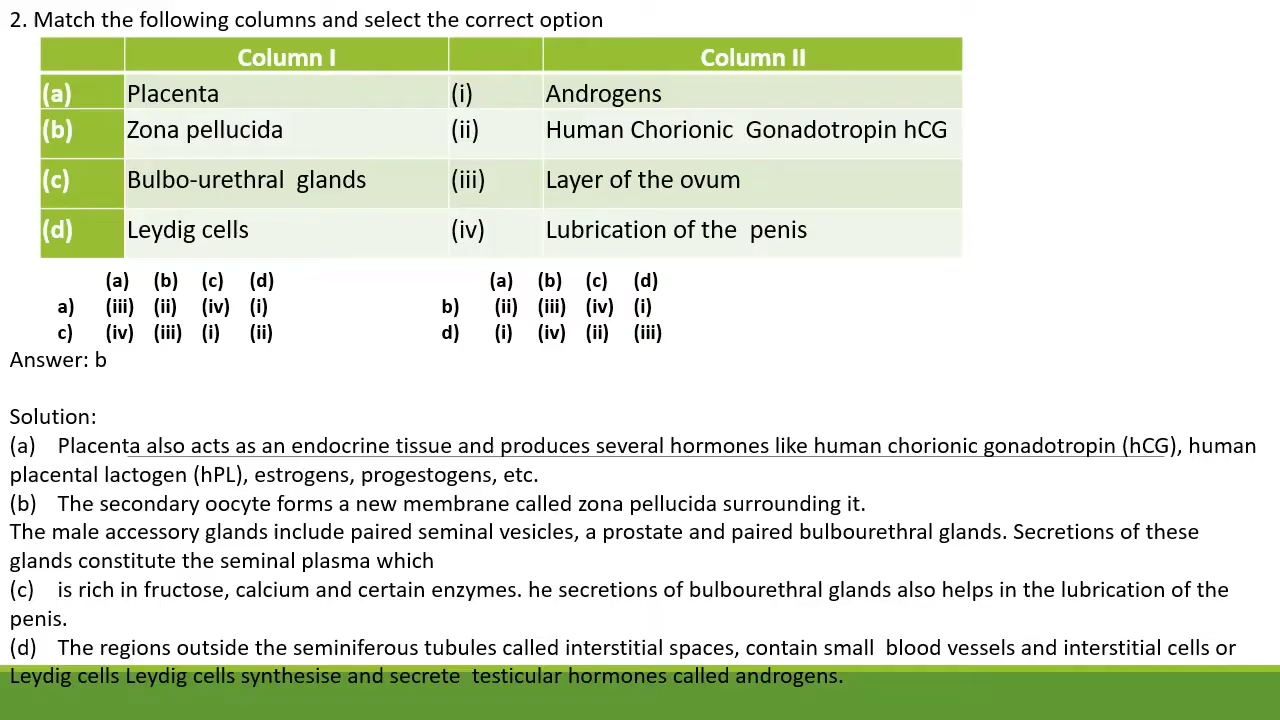 2. Match the following columns and select the correct option
Column I Column II
(a) Placenta (i) Androgens
(b) Zona pellucida (ii) Human Chorionic Gonadotropin hCG
(c) Bulbo-urethral glands (iii) Layer of the ovum
(d) Leydig cells (iv) Lubrication of the penis
(a) (b) (c) (d) (a) (b) (c) (d)
a) (iii) (ii) (iv) (i) b) (ii) (iii) (iv) (i)
c) (iv) (iii) (i) (ii) d) (i) (iv) (ii) (iii)
Answer: b
Solution:
(a) Placenta also acts as an endocrine tissue and produces several hormones like human chorionic gonadotropin (hCG), human
placental lactogen (hPL), estrogens, progestogens, etc.
(b) The secondary oocyte forms a new membrane called zona pellucida surrounding it.
The male accessory glands include paired seminal vesicles, a prostate and paired bulbourethral glands. Secretions of these
glands constitute the seminal plasma which
(c) is rich in fructose, calcium and certain enzymes. he secretions of bulbourethral glands also helps in the lubrication of the
penis.
(d) The regions outside the seminiferous tubules called interstitial spaces, contain small blood vessels and interstitial cells or
Leydig cells Leydig cells synthesise and secrete testicular hormones called androgens.